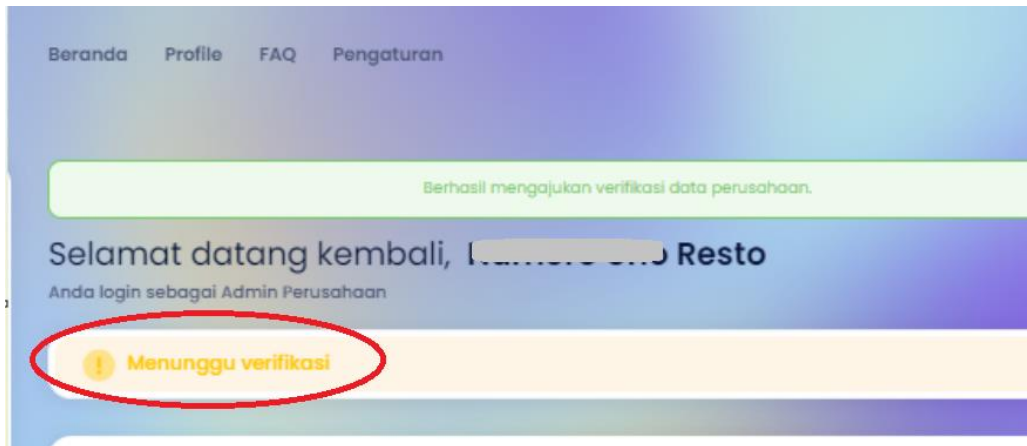 Beranda Profile FAQ Pengaturan
Berhasil mengajukan verifikasi data perusahaan.
Selamat datang kembali, Resto
Anda login sebagai Admin Perusahaan
Menunggu verifikasi